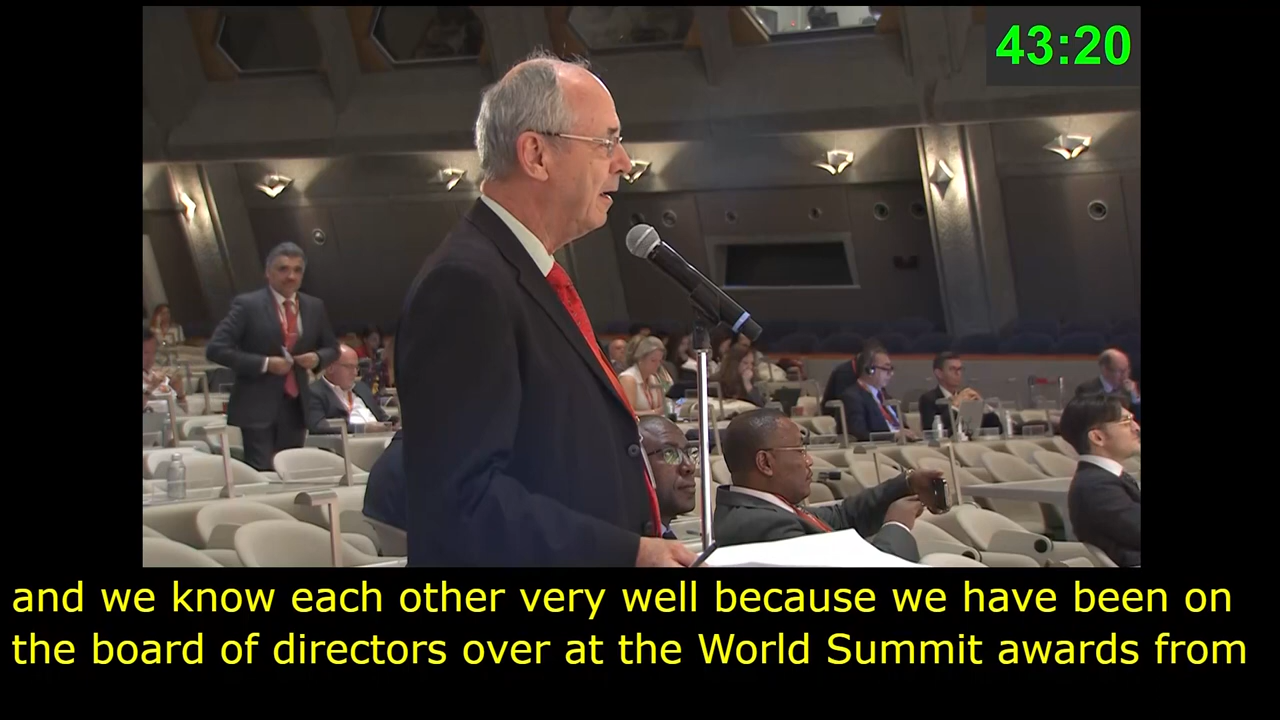 43:20
and we know each other very well because we have been on
the board of directors over at the World Summit awards from